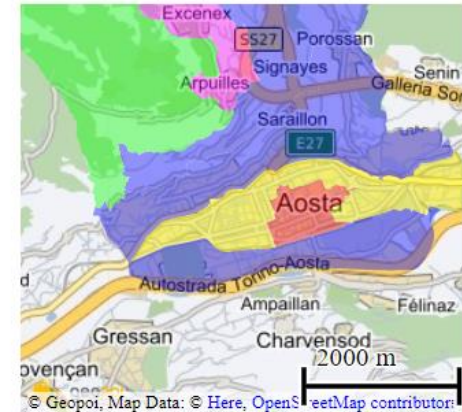 Excenex
SS27
Porossan
Signayes
Senin
Arpuilles
Galleria Sor
Saraillon
E27
Aosta
d
Autostrada Torino-Aosta
Ampaillan
Félinaz
Gressan
Charvensod
ovençan
2000 m
© Geopoi, Map Data: © Here, OpenStreetMap contributors